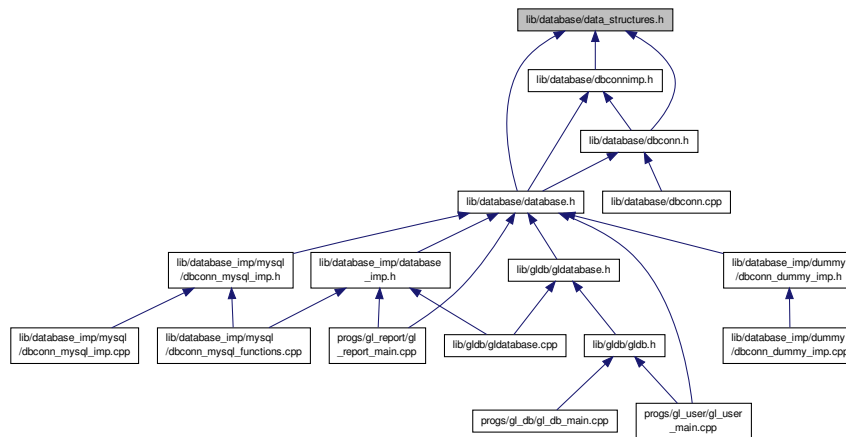 lib/database/data_structures.h
lib/database/dbconnimp.h
lib/database/dbconn.h
lib/database/database.h
lib/database/dbconn.cpp
lib/database_imp/mysql
/dbconn_mysql_imp.h
lib/database_imp/database
_imp.h
lib/gldb/gldatabase.h
lib/database_imp/dummy
/dbconn_dummy_imp.h
lib/database_imp/mysql
/dbconn_mysql_imp.cpp
lib/database_imp/mysql
/dbconn_mysql_functions.cpp
progs/gl_report/gl
_report_main.cpp
lib/gldb/gldatabase.cpp
lib/gldb/gldb.h
lib/database_imp/dummy
/dbconn_dummy_imp.cpp
progs/gl_db/gl_db_main.cpp
progs/gl_user/gl_user
_main.cpp